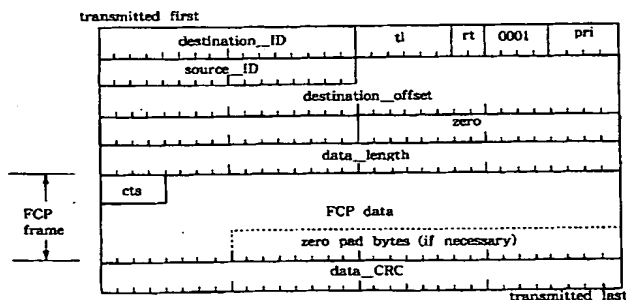 transmitted first
destination_ID tl rt 0001 pri
source_ID
destination_offset
zero
data_length
cts
FCP frame
FCP data
zero pad bytes (if necessary)
data_CRC
transmitted last